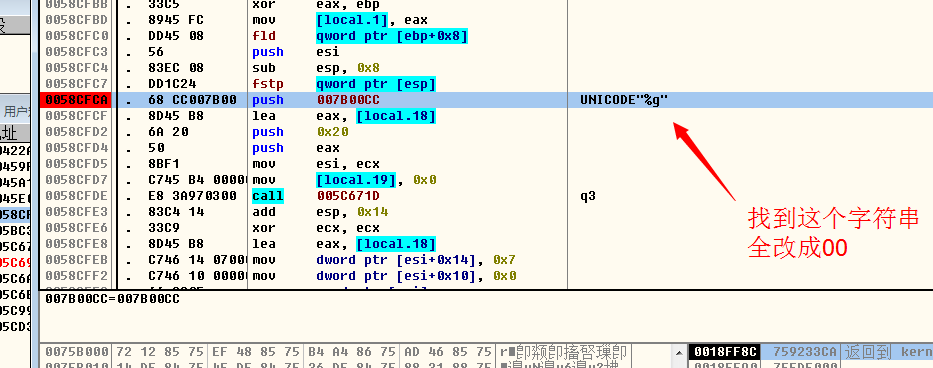 0058CFBB . 33C5 xor eax, ebp
0058CFBD . 8945 FC mov [local.1], eax
0058CFC0 . DD45 08 fld qword ptr [ebp+0x8]
0058CFC3 . 56 push esi
0058CFC4 . 83EC 08 sub esp, 0x8
0058CFC7 . DD1C24 fstp qword ptr [esp]
0058CFCA . 68 CC007B00 push 007B00CC UNICODE"%g"
0058CFCF . 8D45 B8 lea eax, [local.18]
0058CFD2 . 6A 20 push 0x20
0058CFD4 . 50 push eax
0058CFD5 . 8BF1 mov esi, ecx
0058CFD7 . C745 B4 0000 mov [local.19], 0x0
0058CFDE . E8 3A970300 call 005C671D q3
0058CFE3 . 83C4 14 add esp, 0x14
0058CFE6 . 33C9 xor ecx, ecx
0058CFE8 . 8D45 B8 lea eax, [local.18]
0058CFEB . C746 14 0700 mov dword ptr [esi+0x14], 0x7
0058CFF2 . C746 10 0000 mov dword ptr [esi+0x10], 0x0
找到这个字符串
全改成00
007B00CC=007B00CC
0075B000 72 12 85 75 EF 48 85 75 B4 A4 86 75 AD 46 85 75
0018FF8C 759233CA 返回到 kern
用户